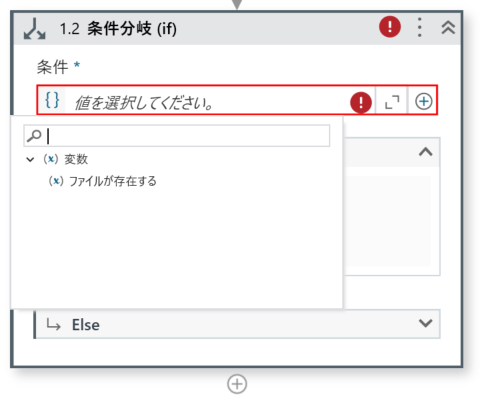 1.2 条件分岐 (if)
条件 *
{} 値を選択してください。
(x) 変数
(x) ファイルが存在する
Else